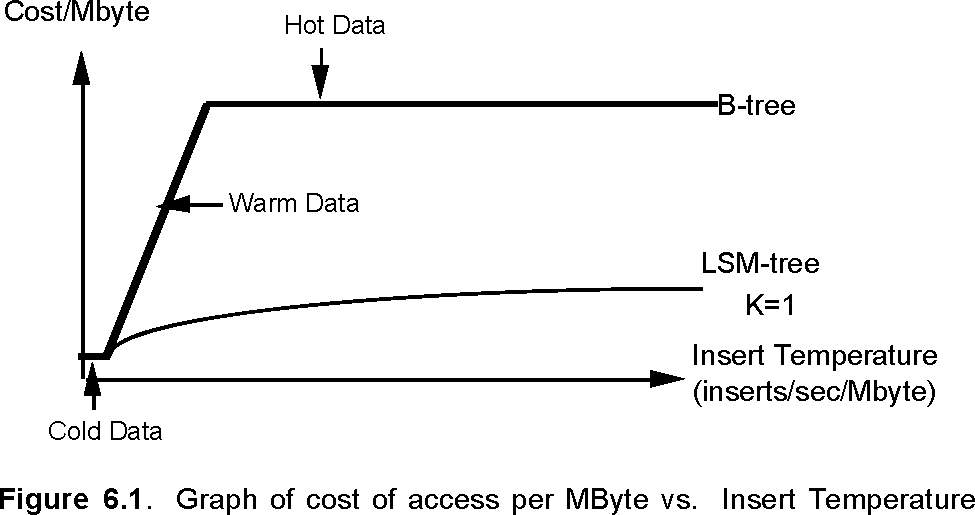 Cost/Mbyte
Hot Data
B-tree
Warm Data
LSM-tree
K=1
Insert Temperature
(inserts/sec/Mbyte)
Cold Data
Figure 6.1. Graph of cost of access per MByte vs. Insert Temperature